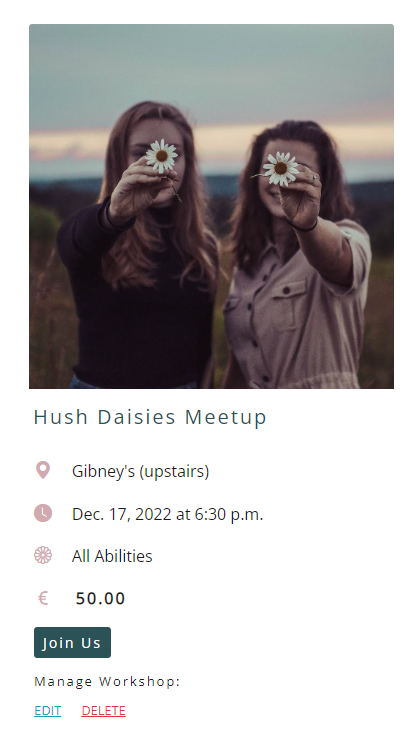 Hush Daisies Meetup
Gibney's (upstairs)
Dec. 17, 2022 at 6:30 p.m.
All Abilities
€ 50.00
Join Us
Manage Workshop:
EDIT DELETE